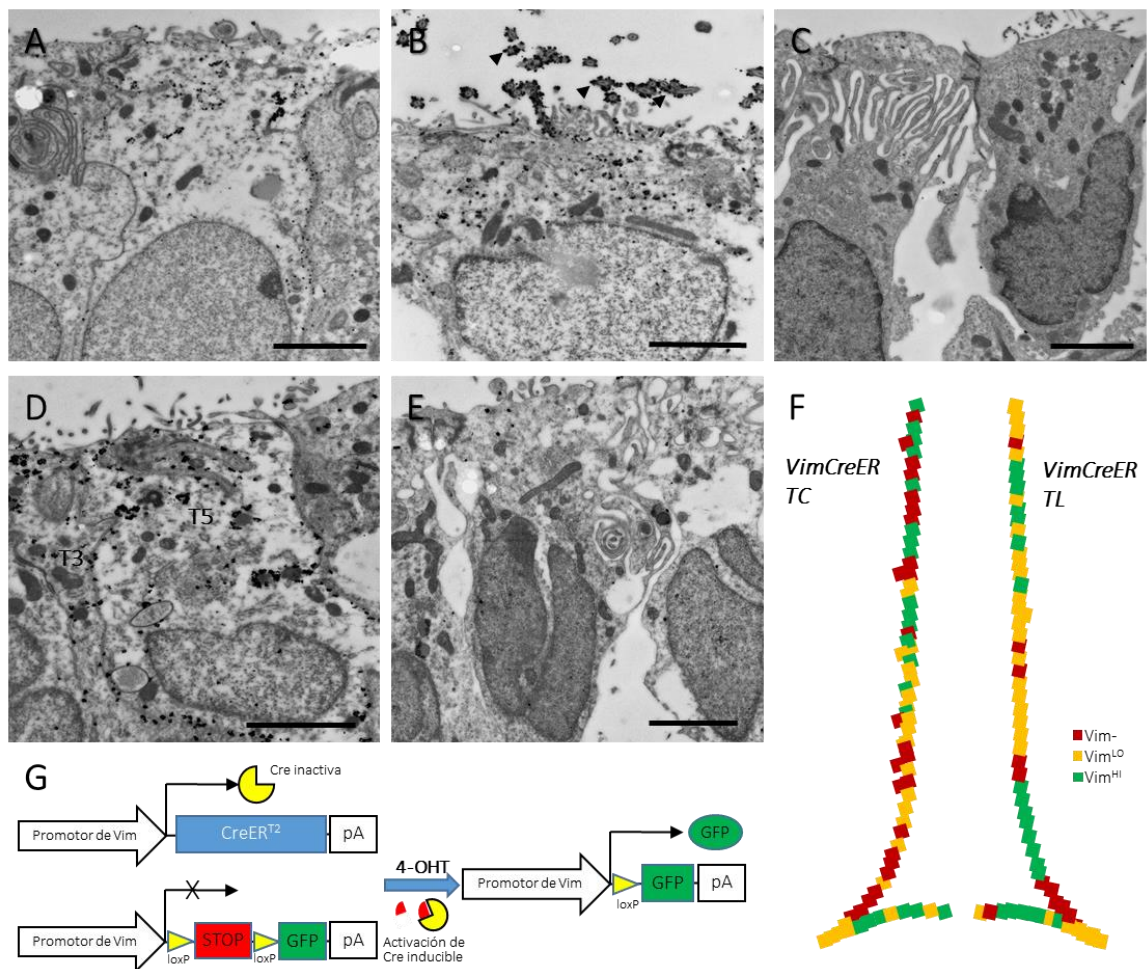 A
B
C
D
T5
T3
E
F
VimCreER
TC
VimCreER
TL
Vim-
Vim^LO
Vim^HI
G
Cre inactiva
Promotor de Vim
CreER^T2
pA
Promotor de Vim
loxP
STOP
loxP
GFP
pA
4-OHT
Activación de
Cre inducible
Promotor de Vim
loxP
GFP
pA
GFP